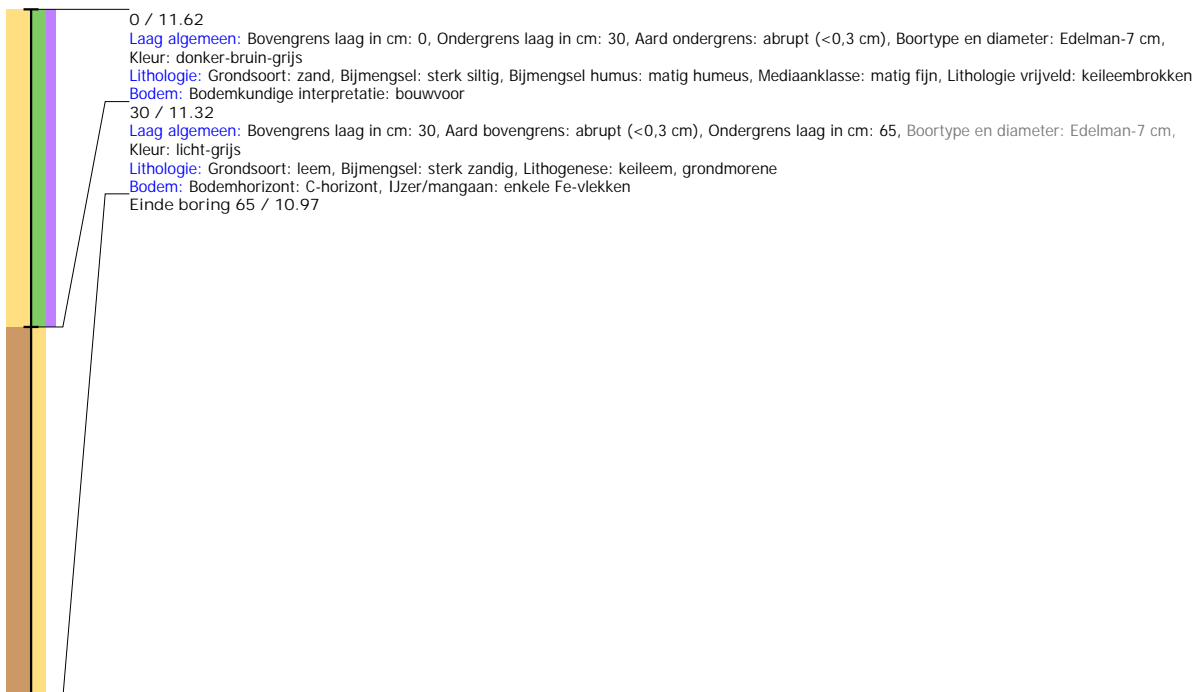 0 / 11.62
Laag algemeen: Bovengrens laag in cm: 0, Ondergrens laag in cm: 30, Aard ondergrens: abrupt (<0,3 cm), Boortype en diameter: Edelman-7 cm,
Kleur: donker-bruin-grijs
Lithologie: Grondsoort: zand, Bijmengsel: sterk siltig, Bijmengsel humus: matig humeus, Mediaanklasse: matig fijn, Lithologie vrijveld: keileembrokken
Bodem: Bodemkundige interpretatie: bouwvoor
30 / 11.32
Laag algemeen: Bovengrens laag in cm: 30, Aard bovengrens: abrupt (<0,3 cm), Ondergrens laag in cm: 65, Boortype en diameter: Edelman-7 cm,
Kleur: licht-grijs
Lithologie: Grondsoort: leem, Bijmengsel: sterk zandig, Lithogenese: keileem, grondmorene
Bodem: Bodemhorizont: C-horizont, IJzer/mangaan: enkele Fe-vlekken
Einde boring 65 / 10.97